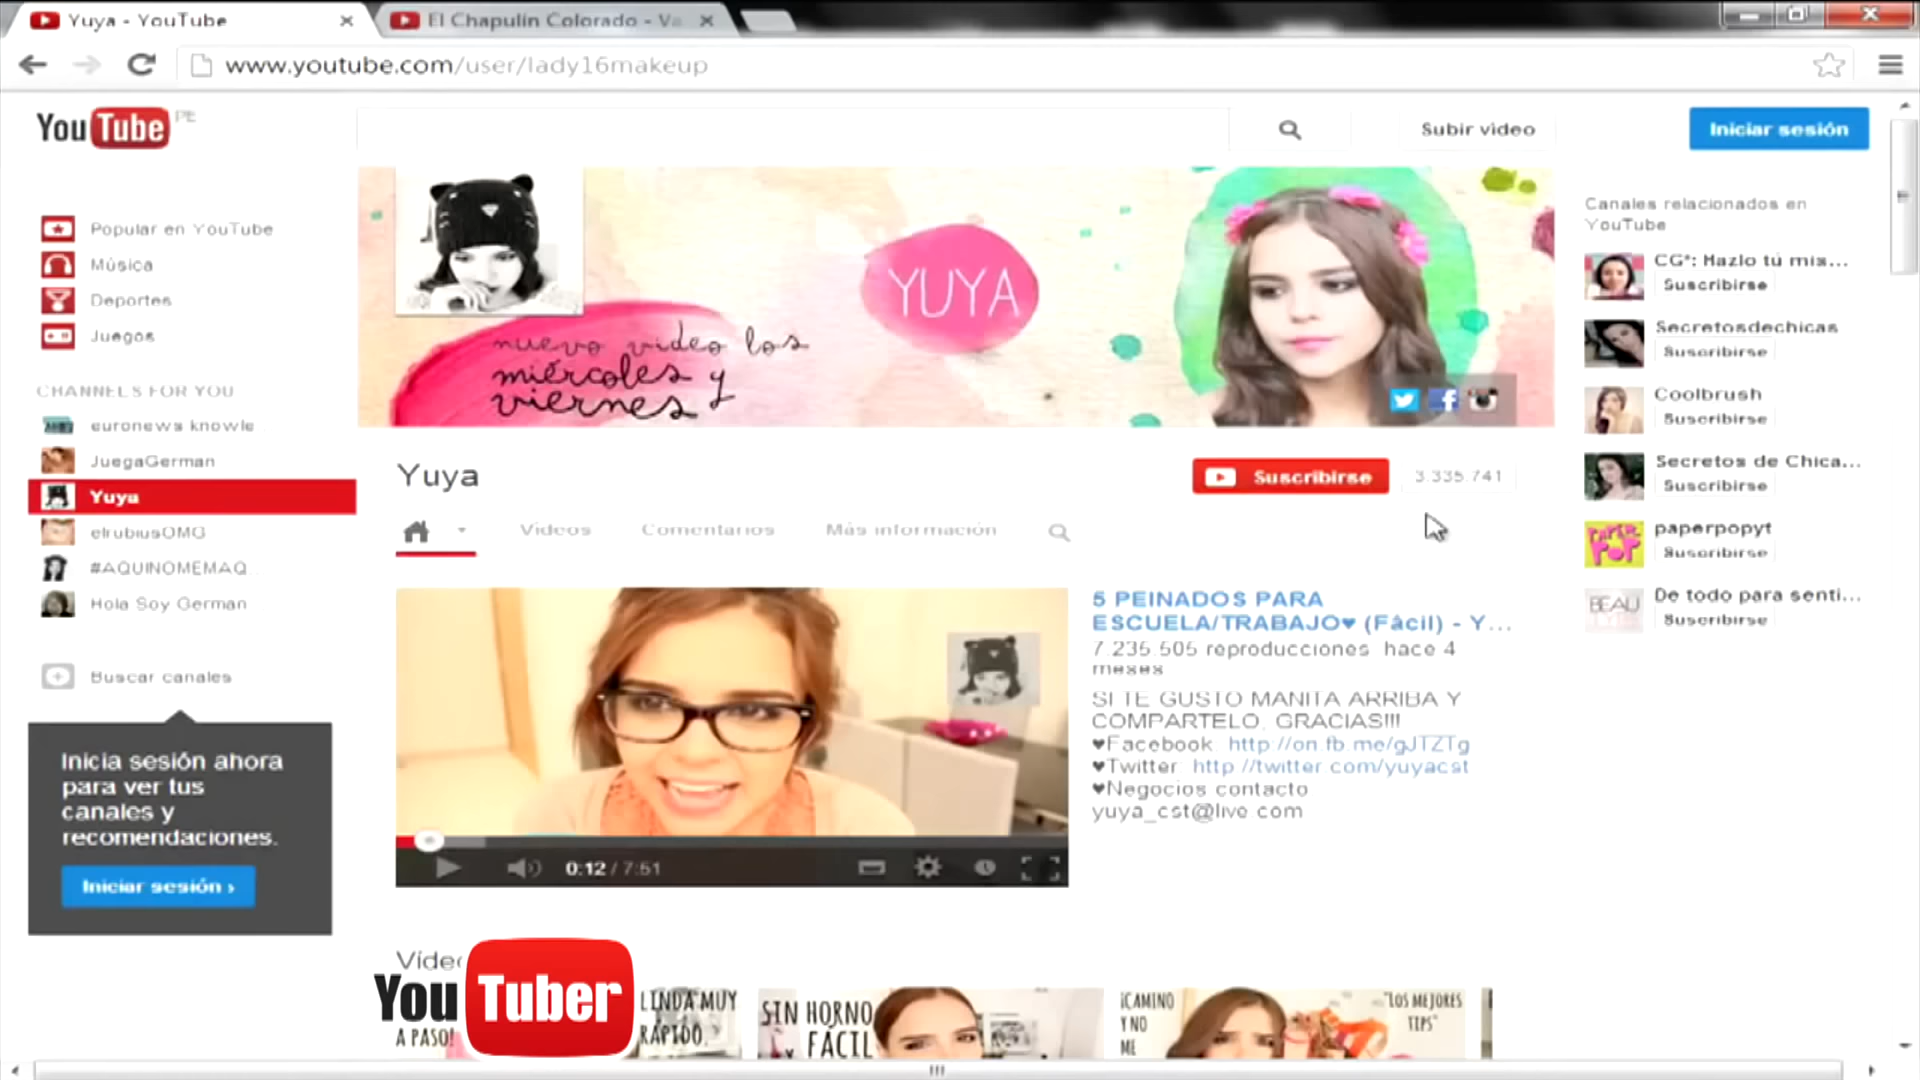 Yuya - YouTube
El Chapulín Colorado - Va
www.youtube.com/user/lady16makeup
YouTube PE
Subir video
Iniciar sesión
Popular en YouTube
Música
Deportes
Juegos
CHANNELS FOR YOU
euronews knowle
JuegaGerman
Yuya
elrubiusOMG
#AQUINOMEMAQ...
Hola Soy German
Buscar canales
Inicia sesión ahora
para ver tus
canales y
recomendaciones.
Iniciar sesión ›
YUYA
nuevo video los
miércoles y
viernes
Yuya
Suscribirse
3.335.741
Videos
Comentarios
Más información
0:12 / 7:51
5 PEINADOS PARA
ESCUELA/TRABAJO♥ (Fácil) - Y...
7.235.505 reproducciones hace 4
meses
SI TE GUSTO MANITA ARRIBA Y
COMPARTELO, GRACIAS!!!
♥Facebook http://on.fb.me/gJTZTg
♥Twitter: http://twitter.com/yuyacst
♥Negocios contacto
yuya_cst@live.com
Canales relacionados en
YouTube
CG*: Hazlo tú mis...
Suscribirse
Secretosdechicas
Suscribirse
Coolbrush
Suscribirse
Secretos de Chica...
Suscribirse
PAPER POP
paperpopyt
Suscribirse
De todo para senti...
Suscribirse
Víde
YouTuber
A PASO!
LINDA MUY
RÁPIDO.
SIN HORNO
FÁCIL
¡CAMINO
Y NO
ME
"LOS MEJORES
TIPS"